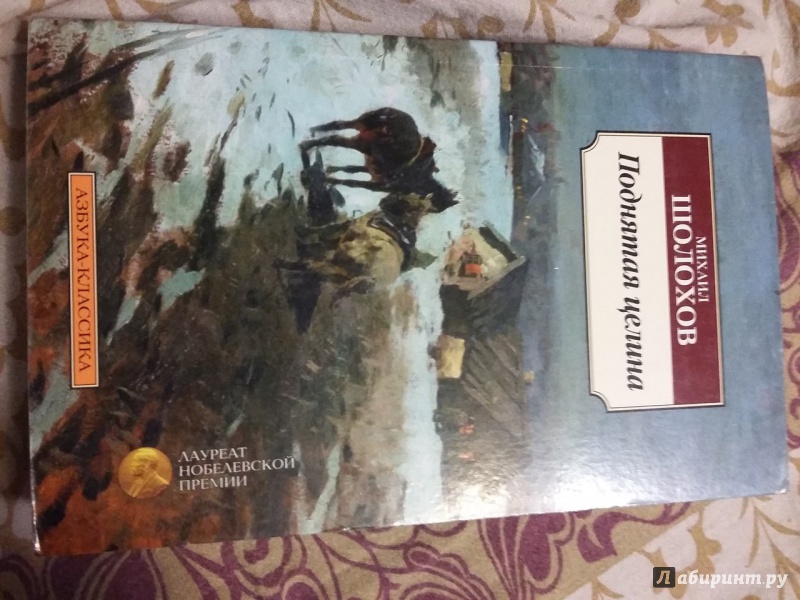 МИХАИЛ
ШОЛОХОВ
Поднятая целина
ЛАУРЕАТ
НОБЕЛЕВСКОЙ
ПРЕМИИ
АЗБУКА-КЛАССИКА
Лабиринт.ру